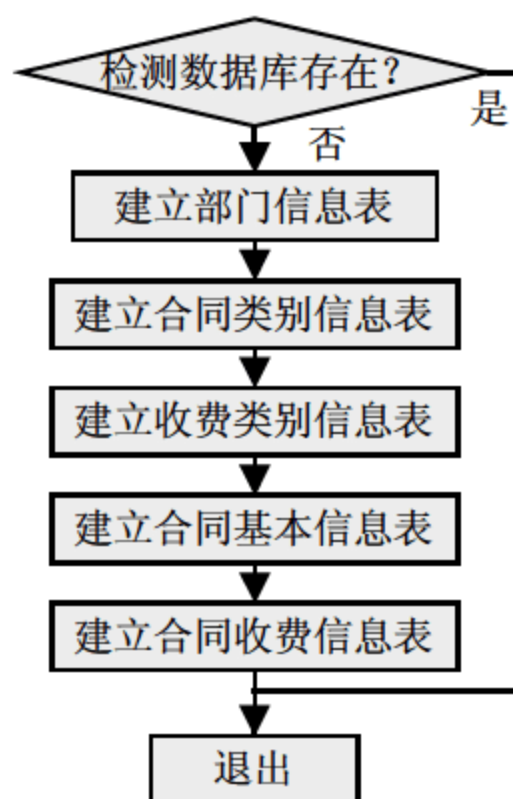 检测数据库存在？
是
否
建立部门信息表
建立合同类别信息表
建立收费类别信息表
建立合同基本信息表
建立合同收费信息表
退出